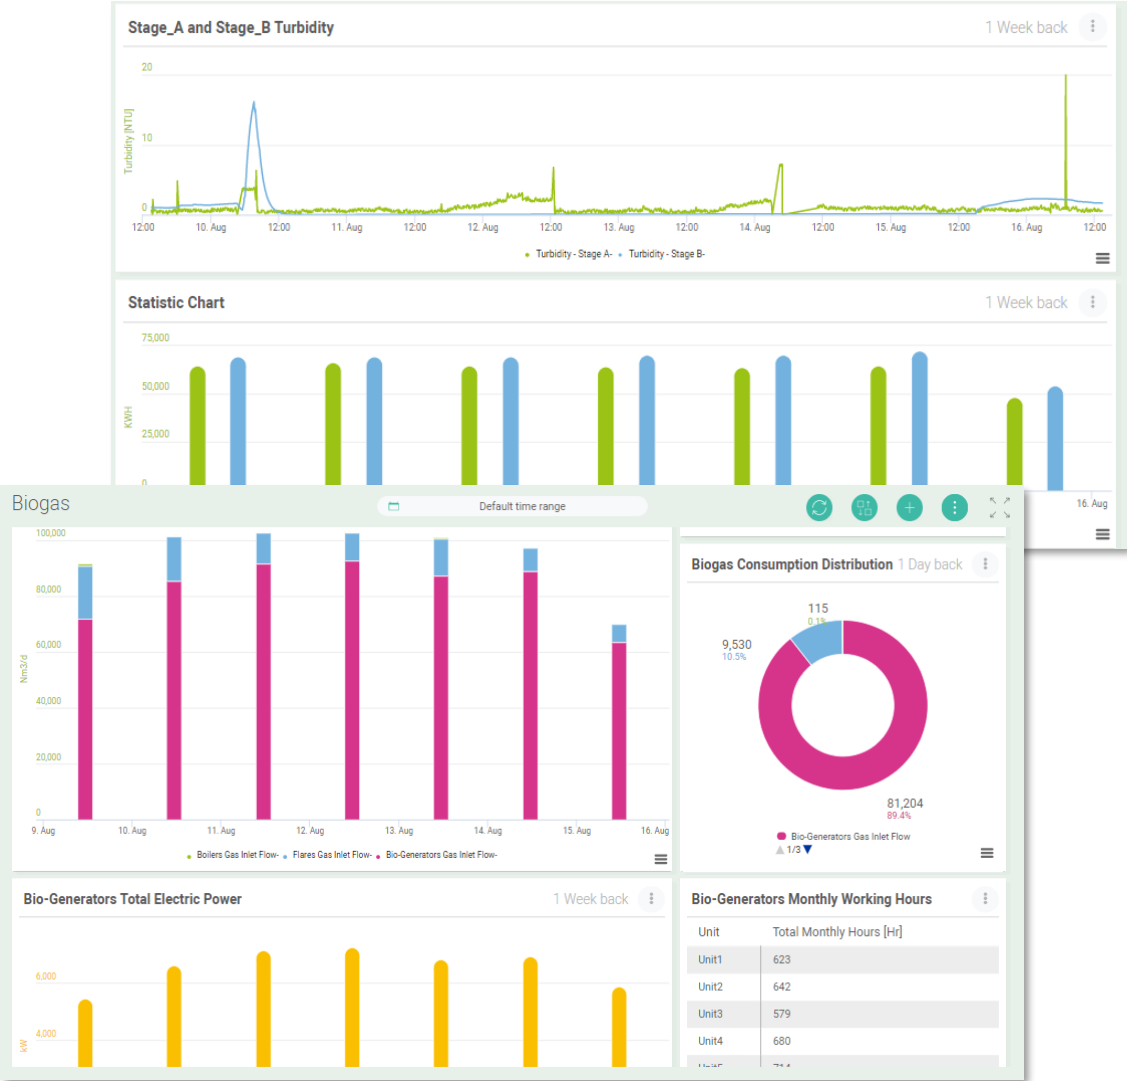 Stage_A and Stage_B Turbidity
1 Week back
20
10
0
Turbidity [NTU]
12:00
10. Aug
12:00
11. Aug
12:00
12. Aug
12:00
13. Aug
12:00
14. Aug
12:00
15. Aug
12:00
16. Aug
12:00
Turbidity - Stage A-
Turbidity - Stage B-
Statistic Chart
1 Week back
75,000
50,000
25,000
0
KWH
16. Aug
Biogas
Default time range
100,000
80,000
60,000
40,000
20,000
0
Nm3/d
9. Aug
10. Aug
11. Aug
12. Aug
13. Aug
14. Aug
15. Aug
16. Aug
Boilers Gas Inlet Flow-
Flares Gas Inlet Flow-
Bio-Generators Gas Inlet Flow-
Biogas Consumption Distribution 1 Day back
115
0.1%
9,530
10.5%
81,204
89.4%
Bio-Generators Gas Inlet Flow
1/3
Bio-Generators Total Electric Power
1 Week back
6,000
4,000
kW
Bio-Generators Monthly Working Hours
Unit Total Monthly Hours [Hr]
Unit1 623
Unit2 642
Unit3 579
Unit4 680
Unit5 714